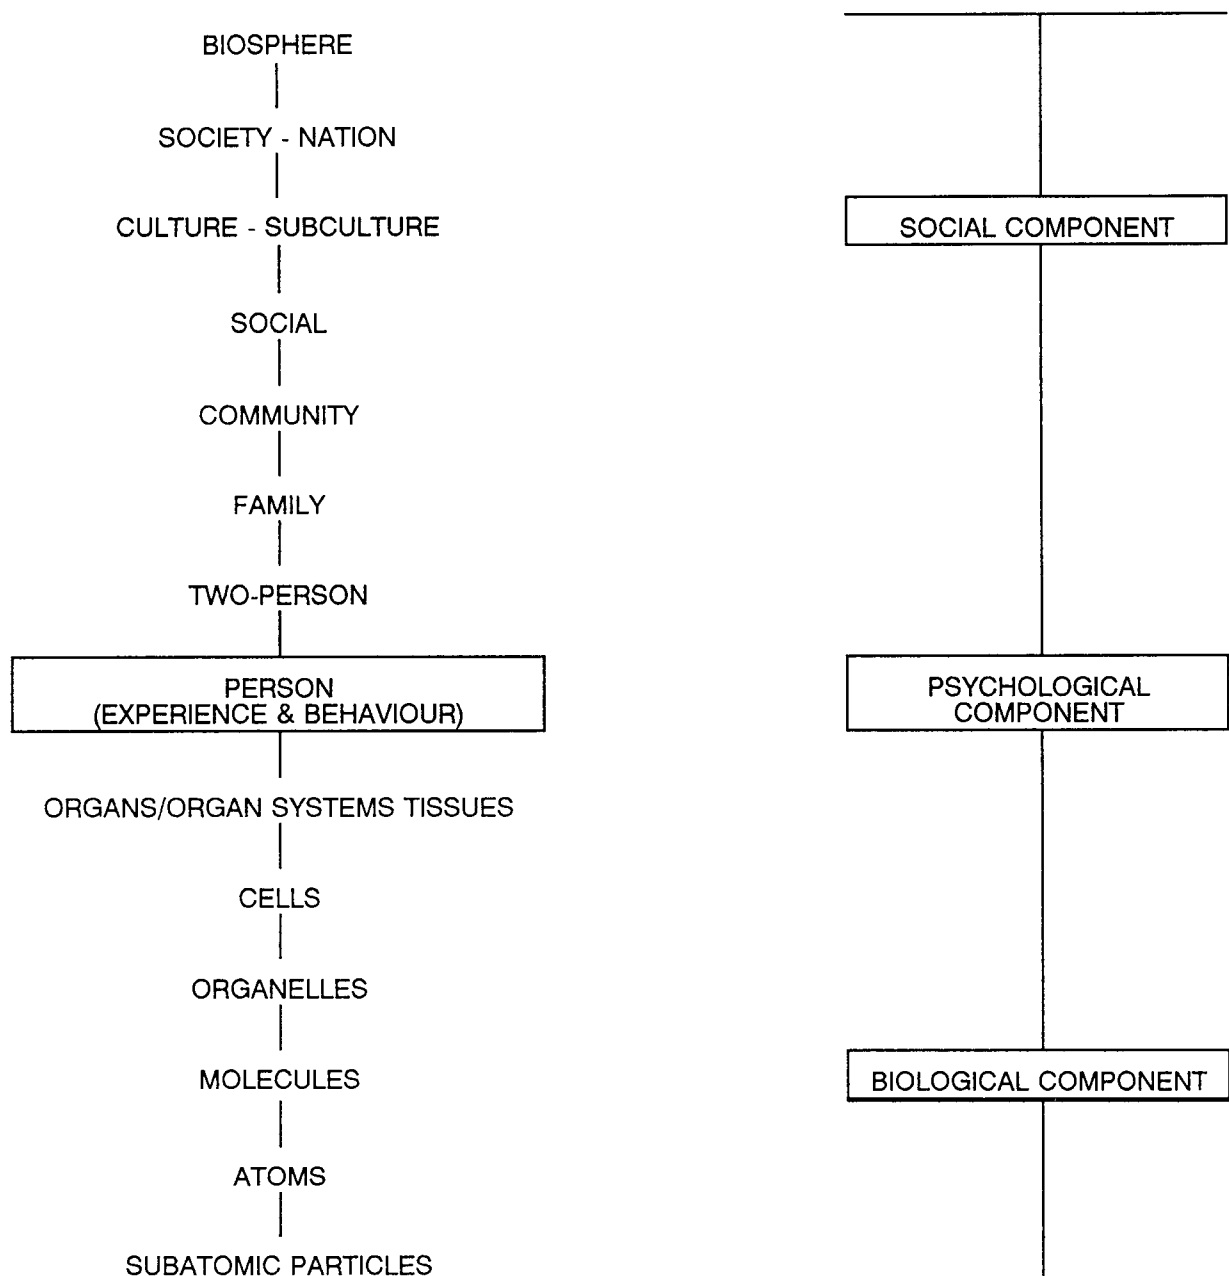 BIOSPHERE
SOCIETY - NATION
CULTURE - SUBCULTURE
SOCIAL
COMMUNITY
FAMILY
TWO-PERSON
PERSON
(EXPERIENCE & BEHAVIOUR)
ORGANS/ORGAN SYSTEMS TISSUES
CELLS
ORGANELLES
MOLECULES
ATOMS
SUBATOMIC PARTICLES
SOCIAL COMPONENT
PSYCHOLOGICAL
COMPONENT
BIOLOGICAL COMPONENT